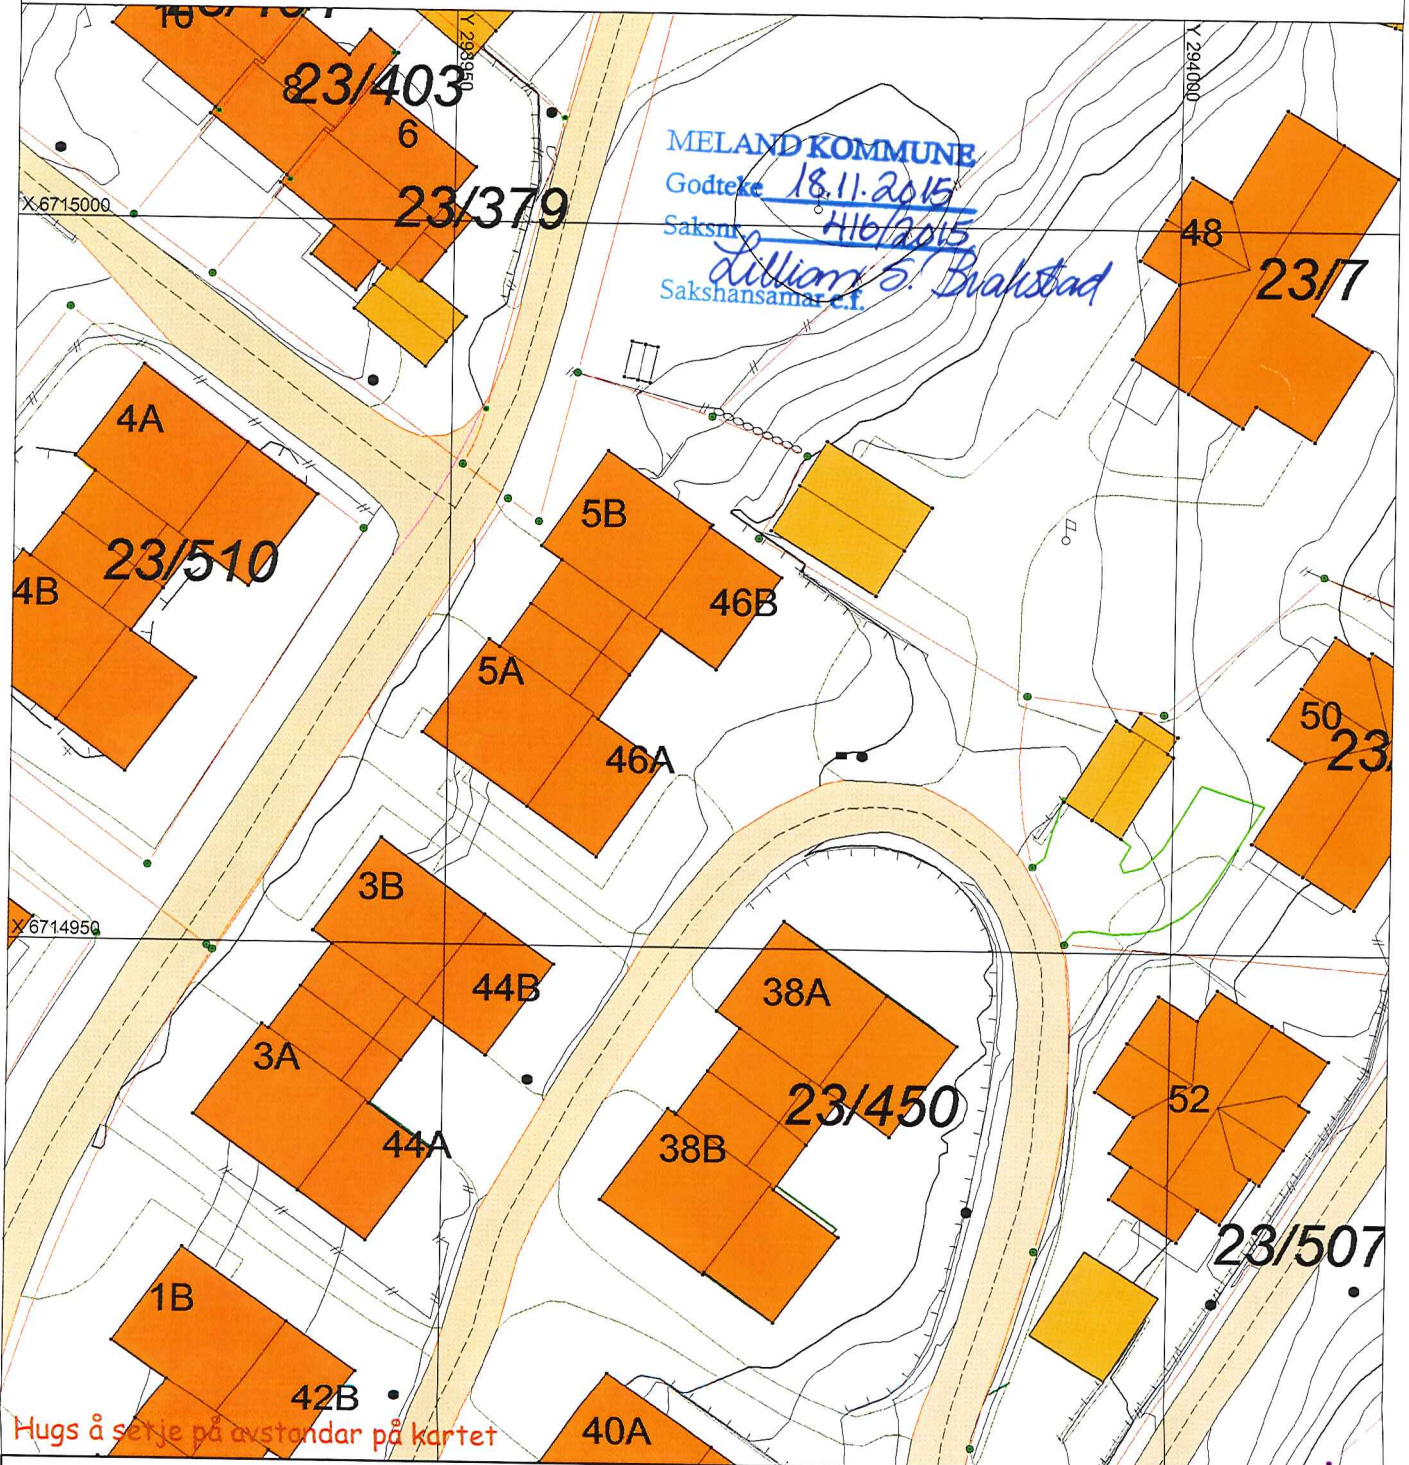 10
8
23/403
6
23/379
Y 293950
Y 294000
MELAND KOMMUNE
Godteke 18.11.2015
Saksnr. 416/2015
Lillian S. Brakstad
Sakshansamar e.f.
X 6715000
48
23/7
4A
23/510
4B
5B
46B
5A
46A
50
23
3B
X 6714950
44B
38A
3A
44A
23/450
38B
52
23/507
1B
42B
40A
Hugs å setje på avstandar på kartet